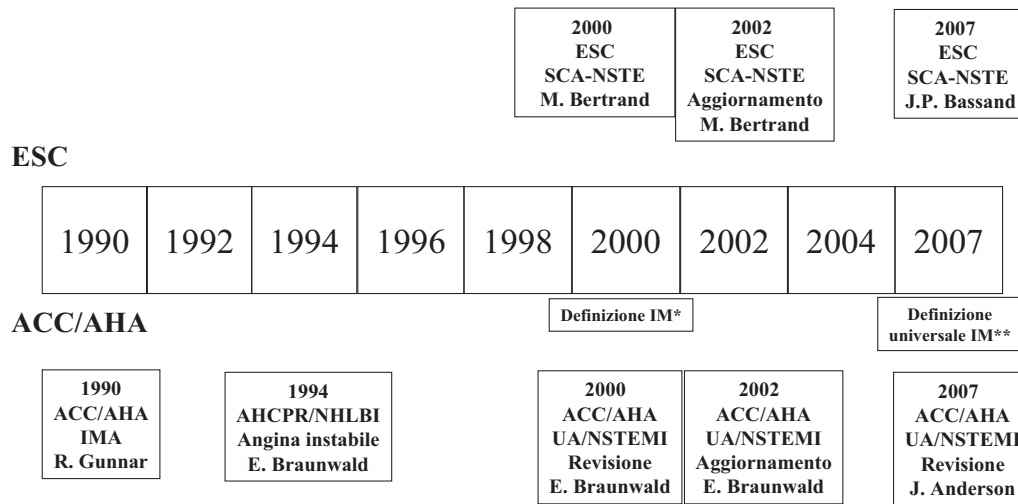 2000
ESC
SCA-NSTE
M. Bertrand
2002
ESC
SCA-NSTE
Aggiornamento
M. Bertrand
2007
ESC
SCA-NSTE
J.P. Bassand
ESC
1990
1992
1994
1996
1998
2000
2002
2004
2007
Definizione IM*
Definizione
universale IM**
ACC/AHA
1990
ACC/AHA
IMA
R. Gunnar
1994
AHCPR/NHLBI
Angina instabile
E. Braunwald
2000
ACC/AHA
UA/NSTEMI
Revisione
E. Braunwald
2002
ACC/AHA
UA/NSTEMI
Aggiornamento
E. Braunwald
2007
ACC/AHA
UA/NSTEMI
Revisione
J. Anderson